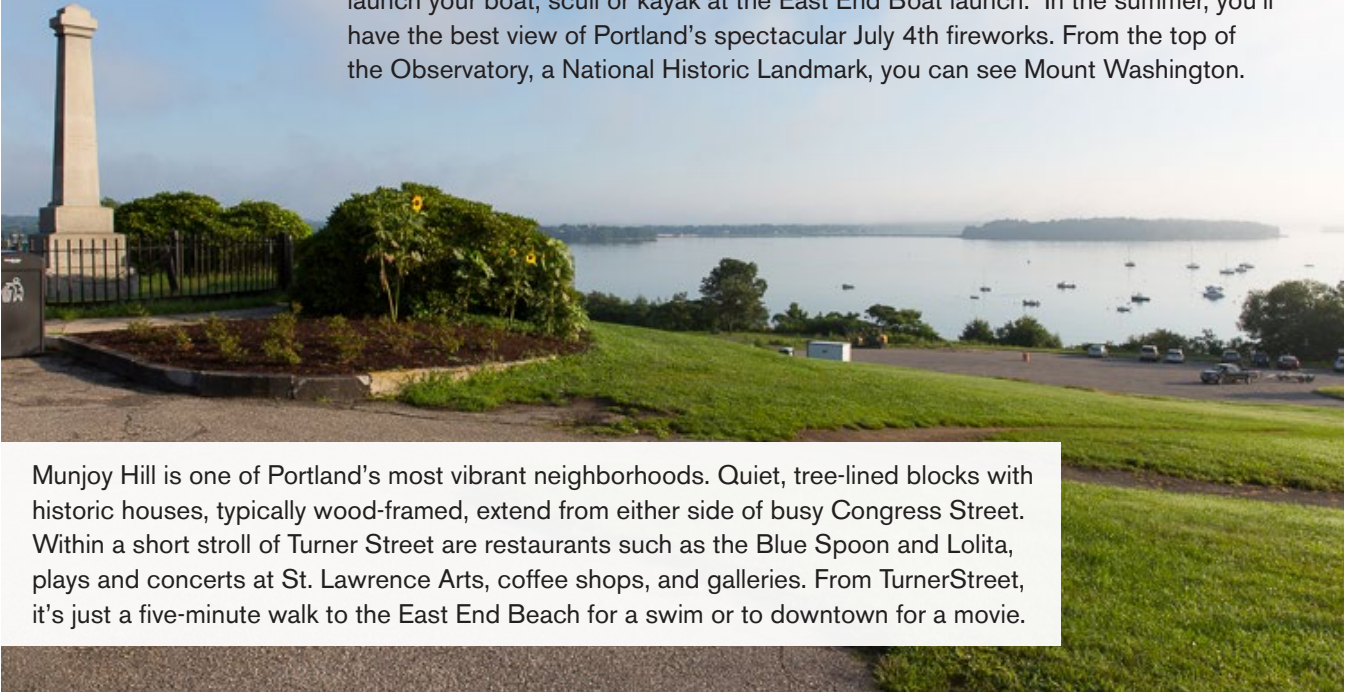 launch your boat, scull or kayak at the East End Boat launch.  In the summer, you'll
have the best view of Portland's spectacular July 4th fireworks. From the top of
the Observatory, a National Historic Landmark, you can see Mount Washington.
Munjoy Hill is one of Portland's most vibrant neighborhoods. Quiet, tree-lined blocks with
historic houses, typically wood-framed, extend from either side of busy Congress Street.
Within a short stroll of Turner Street are restaurants such as the Blue Spoon and Lolita,
plays and concerts at St. Lawrence Arts, coffee shops, and galleries. From TurnerStreet,
it's just a five-minute walk to the East End Beach for a swim or to downtown for a movie.